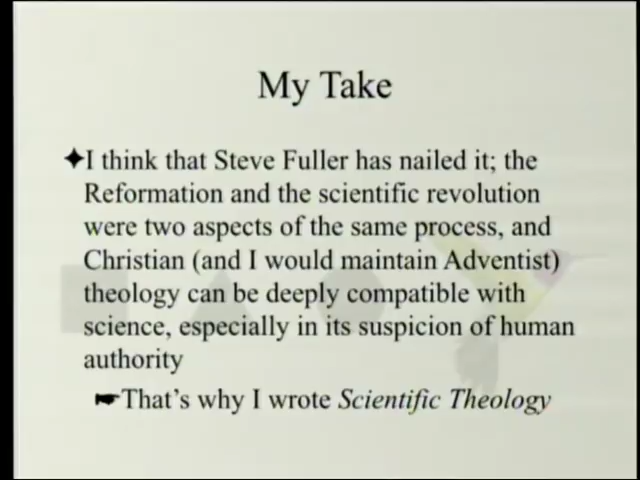 My Take
I think that Steve Fuller has nailed it; the
Reformation and the scientific revolution
were two aspects of the same process, and
Christian (and I would maintain Adventist)
theology can be deeply compatible with
science, especially in its suspicion of human
authority
That's why I wrote Scientific Theology